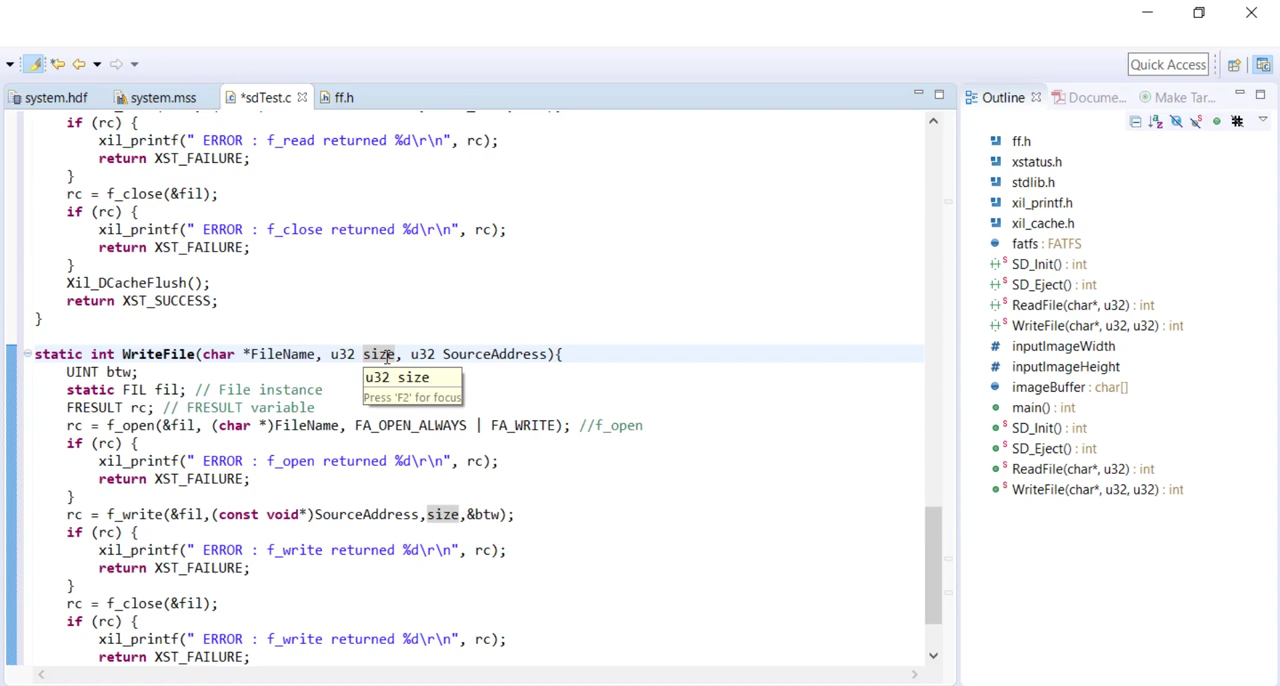 Quick Access
system.hdf
system.mss
*sdTest.c
ff.h
if (rc) {
xil_printf(" ERROR : f_read returned %d\r\n", rc);
return XST_FAILURE;
}
rc = f_close(&fil);
if (rc) {
xil_printf(" ERROR : f_close returned %d\r\n", rc);
return XST_FAILURE;
}
Xil_DCacheFlush();
return XST_SUCCESS;
}
static int WriteFile(char *FileName, u32 size, u32 SourceAddress){
UINT btw;
static FIL fil; // File instance
FRESULT rc; // FRESULT variable
rc = f_open(&fil, (char *)FileName, FA_OPEN_ALWAYS | FA_WRITE); //f_open
if (rc) {
xil_printf(" ERROR : f_open returned %d\r\n", rc);
return XST_FAILURE;
}
rc = f_write(&fil,(const void*)SourceAddress,size,&btw);
if (rc) {
xil_printf(" ERROR : f_write returned %d\r\n", rc);
return XST_FAILURE;
}
rc = f_close(&fil);
if (rc) {
xil_printf(" ERROR : f_write returned %d\r\n", rc);
return XST_FAILURE;
u32 size
Press 'F2' for focus
Outline
Docume...
Make Tar...
ff.h
xstatus.h
stdlib.h
xil_printf.h
xil_cache.h
fatfs : FATFS
SD_Init() : int
SD_Eject() : int
ReadFile(char*, u32) : int
WriteFile(char*, u32, u32) : int
inputImageWidth
inputImageHeight
imageBuffer : char[]
main() : int
SD_Init() : int
SD_Eject() : int
ReadFile(char*, u32) : int
WriteFile(char*, u32, u32) : int